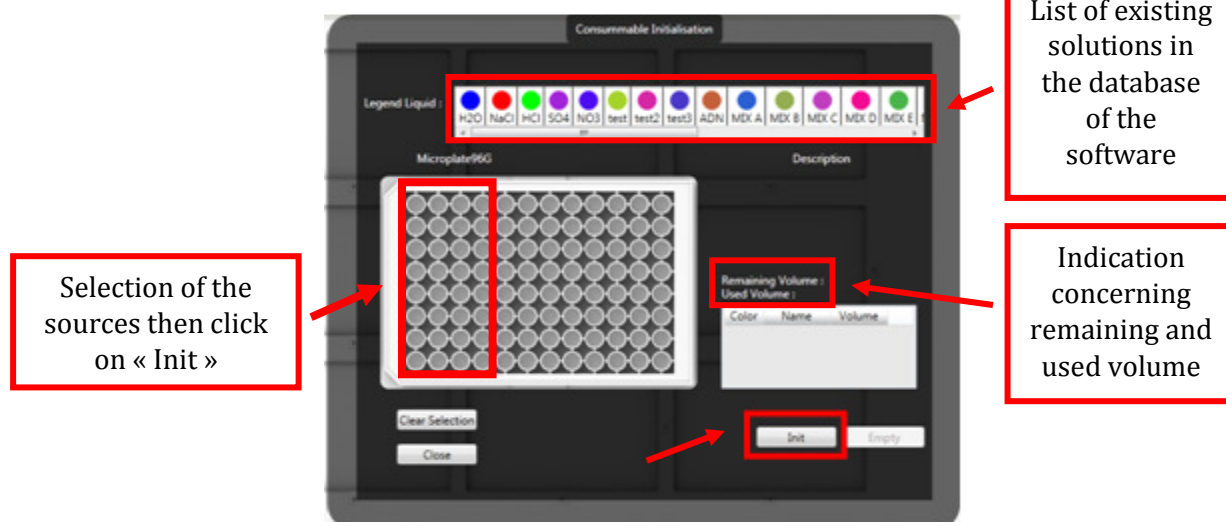 List of existing
solutions in
the database
of the
software
Consummable Initialisation
Legend Liquid :
H2O NaCl HCl SO4 NO3 test test2 test3 ADN MIX A MIX B MIX C MIX D MIX E
Microplate96G
Description
Selection of the
sources then click
on « Init »
Remaining Volume :
Used Volume :
Color Name Volume
Indication
concerning
remaining and
used volume
Clear Selection
Close
Init
Empty